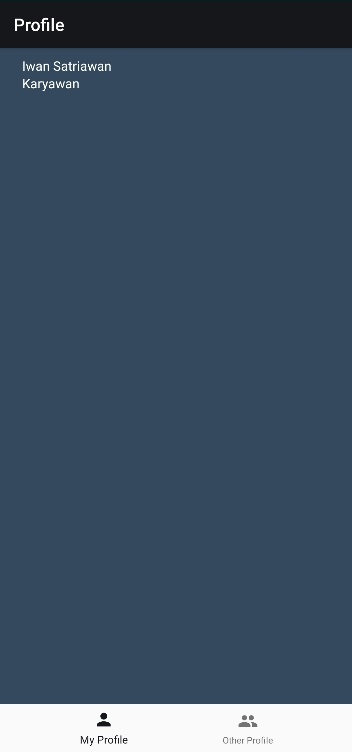 Profile
Iwan Satriawan
Karyawan
My Profile
Other Profile